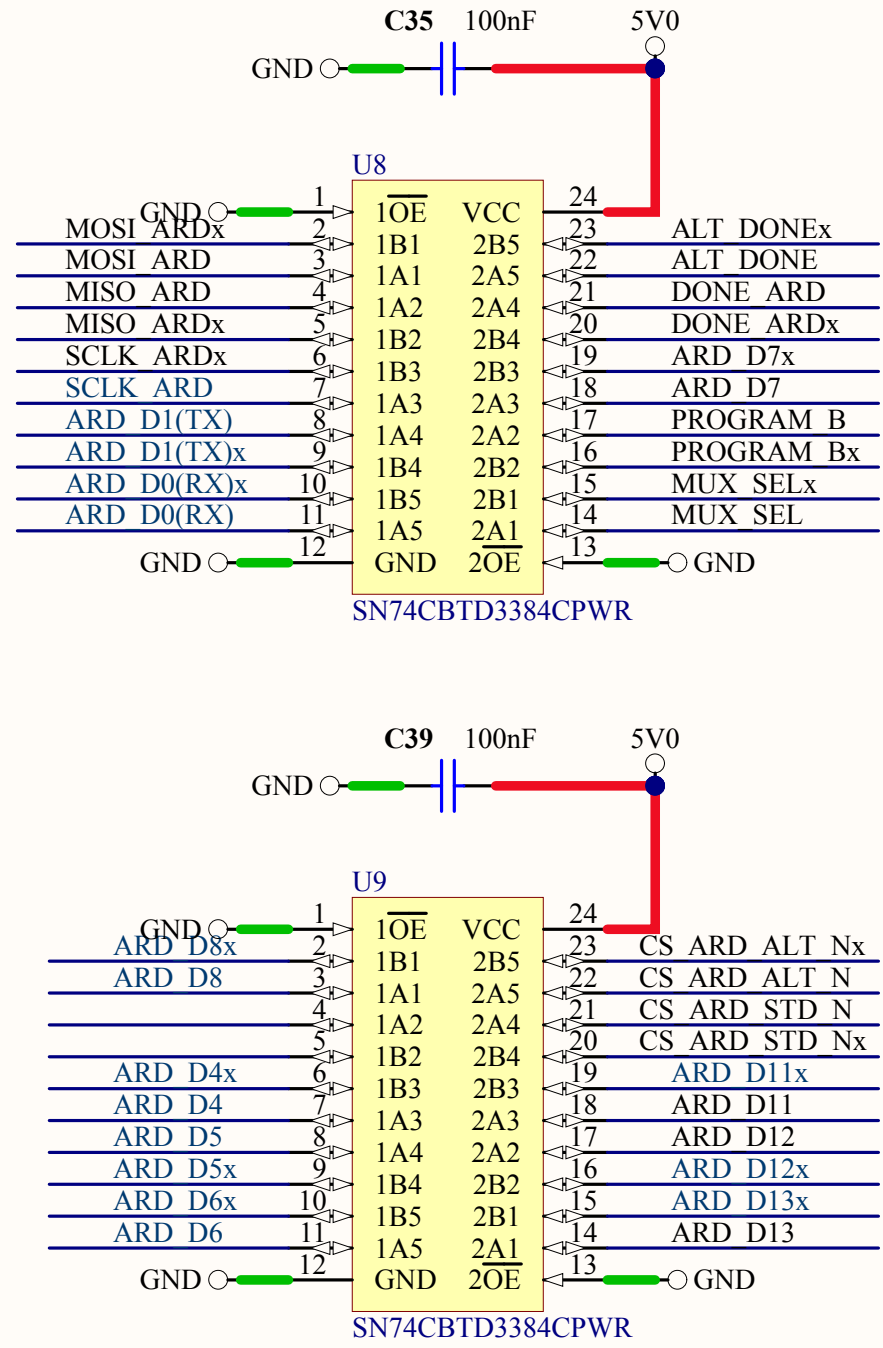 C35 100nF 5V0
GND
U8
GND 1 1OE VCC 24
MOSI_ARDx 2 1B1 2B5 23 ALT_DONEx
MOSI_ARD 3 1A1 2A5 22 ALT_DONE
MISO_ARD 4 1A2 2A4 21 DONE_ARD
MISO_ARDx 5 1B2 2B4 20 DONE_ARDx
SCLK_ARDx 6 1B3 2B3 19 ARD_D7x
SCLK_ARD 7 1A3 2A3 18 ARD_D7
ARD_D1(TX) 8 1A4 2A2 17 PROGRAM_B
ARD_D1(TX)x 9 1B4 2B2 16 PROGRAM_Bx
ARD_D0(RX)x 10 1B5 2B1 15 MUX_SELx
ARD_D0(RX) 11 1A5 2A1 14 MUX_SEL
GND 12 GND 2OE 13 GND
SN74CBTD3384CPWR
C39 100nF 5V0
GND
U9
GND 1 1OE VCC 24
ARD_D8x 2 1B1 2B5 23 CS_ARD_ALT_Nx
ARD_D8 3 1A1 2A5 22 CS_ARD_ALT_N
4 1A2 2A4 21 CS_ARD_STD_N
5 1B2 2B4 20 CS_ARD_STD_Nx
ARD_D4x 6 1B3 2B3 19 ARD_D11x
ARD_D4 7 1A3 2A3 18 ARD_D11
ARD_D5 8 1A4 2A2 17 ARD_D12
ARD_D5x 9 1B4 2B2 16 ARD_D12x
ARD_D6x 10 1B5 2B1 15 ARD_D13x
ARD_D6 11 1A5 2A1 14 ARD_D13
GND 12 GND 2OE 13 GND
SN74CBTD3384CPWR